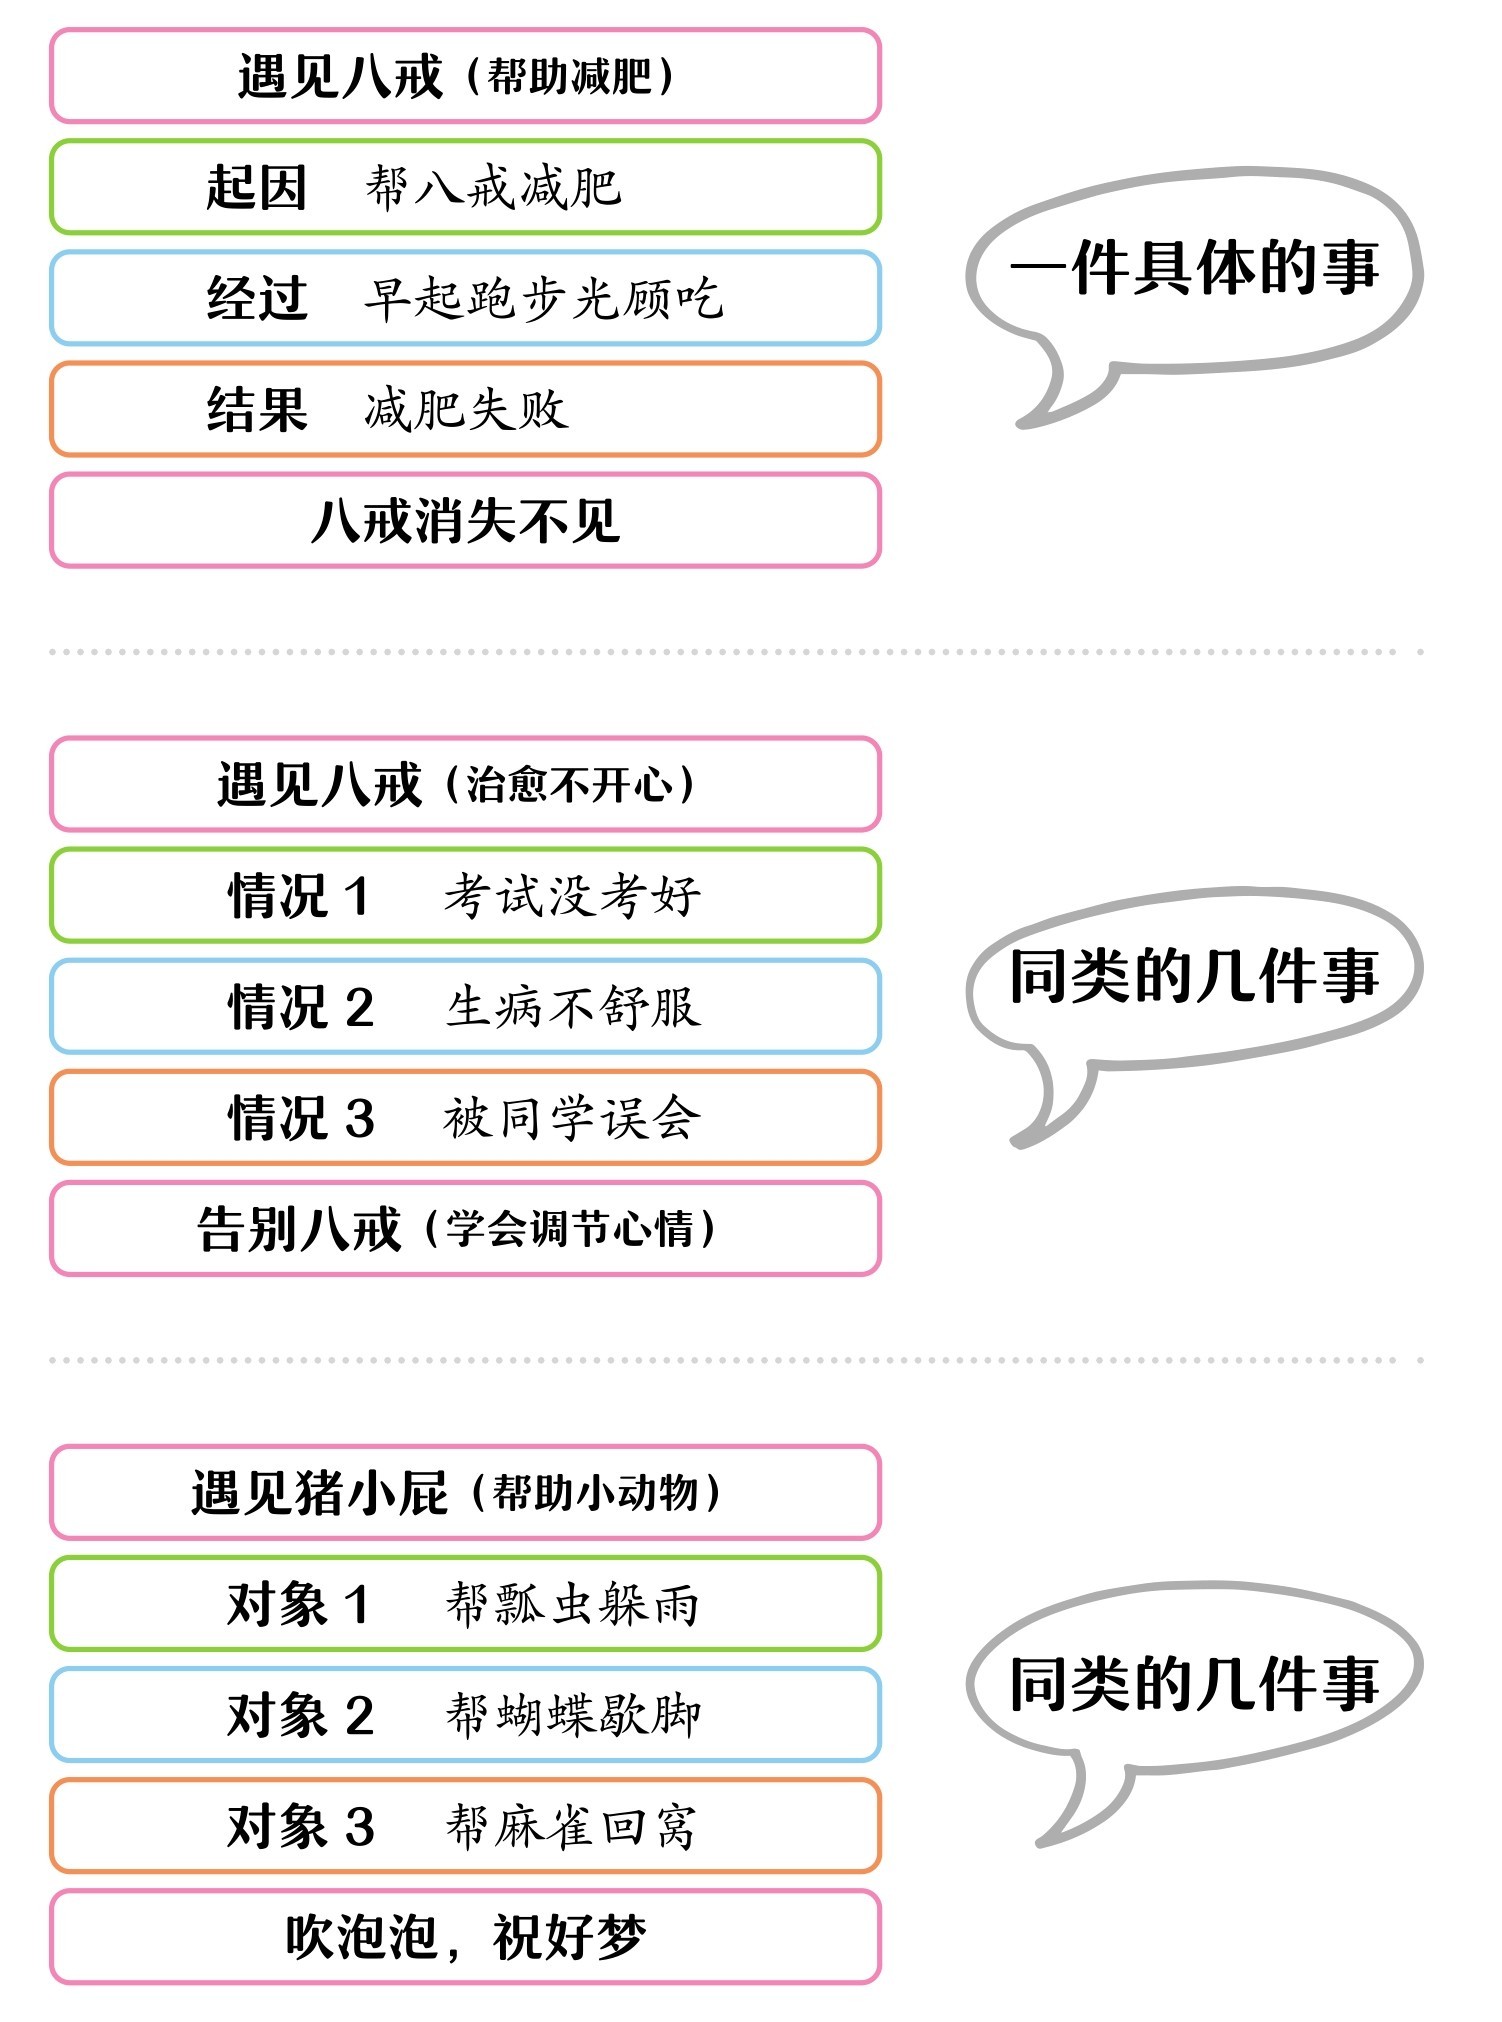 遇见八戒（帮助减肥）
起因 帮八戒减肥
经过 早起跑步光顾吃
结果 减肥失败
八戒消失不见
一件具体的事
遇见八戒（治愈不开心）
情况 1 考试没考好
情况 2 生病不舒服
情况 3 被同学误会
告别八戒（学会调节心情）
同类的几件事
遇见猪小屁（帮助小动物）
对象 1 帮瓢虫躲雨
对象 2 帮蝴蝶歇脚
对象 3 帮麻雀回窝
吹泡泡，祝好梦
同类的几件事